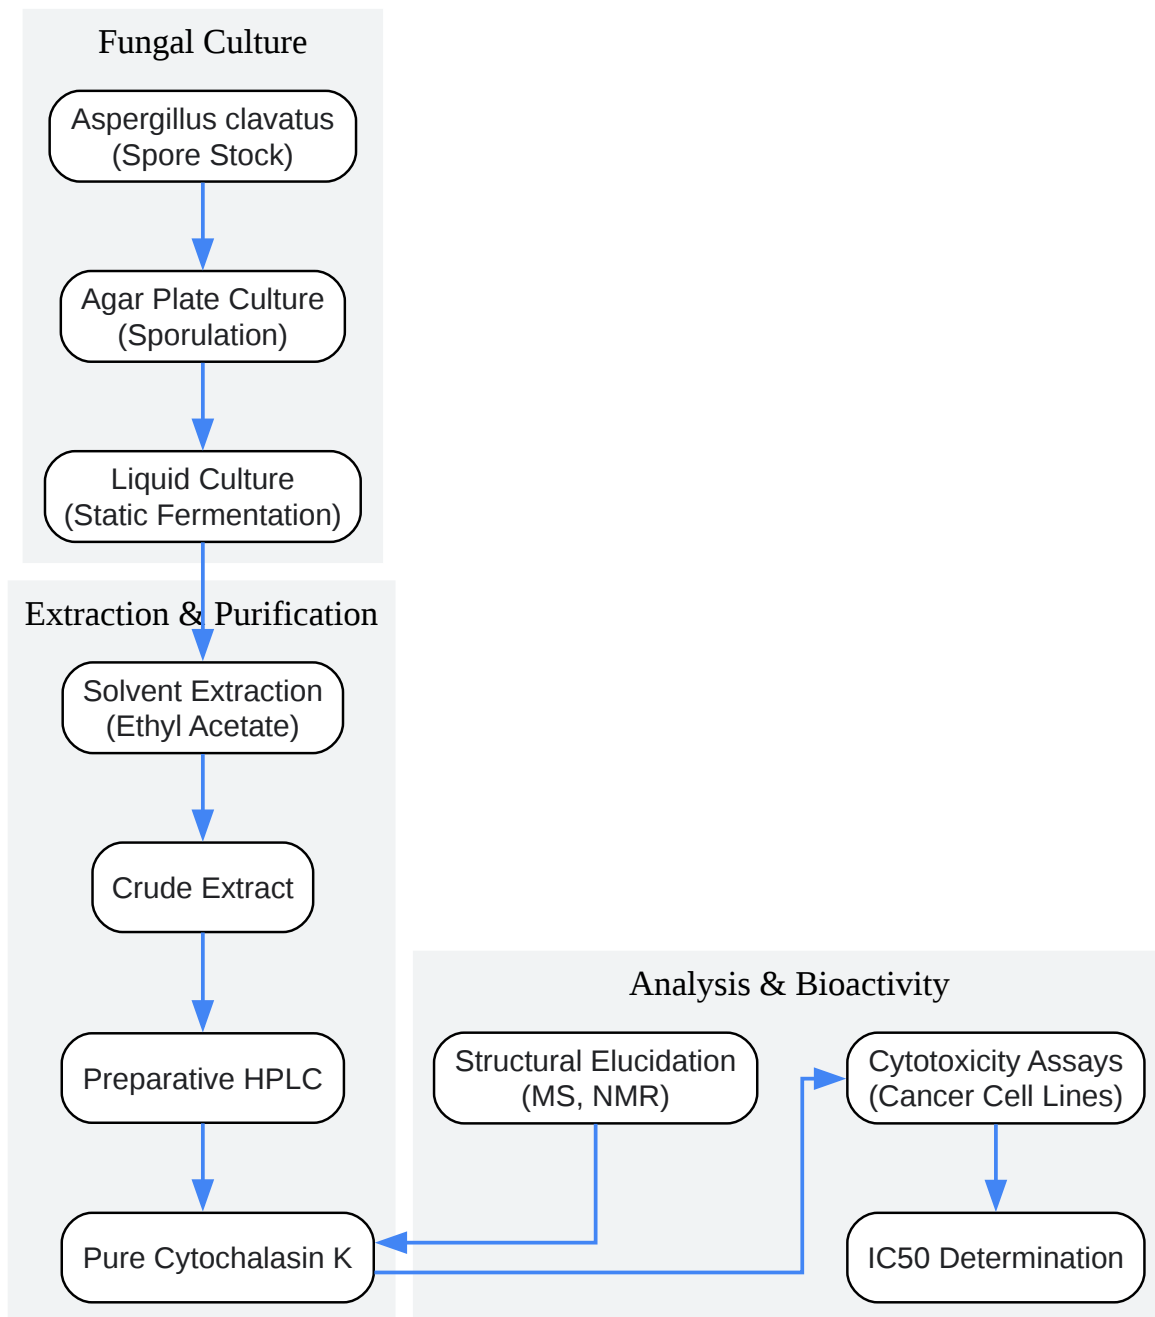 Fungal Culture
Aspergillus clavatus
(Spore Stock)
Agar Plate Culture
(Sporulation)
Liquid Culture
(Static Fermentation)
Extraction & Purification
Solvent Extraction
(Ethyl Acetate)
Crude Extract
Preparative HPLC
Pure Cytochalasin K
Analysis & Bioactivity
Structural Elucidation
(MS, NMR)
Cytotoxicity Assays
(Cancer Cell Lines)
IC50 Determination